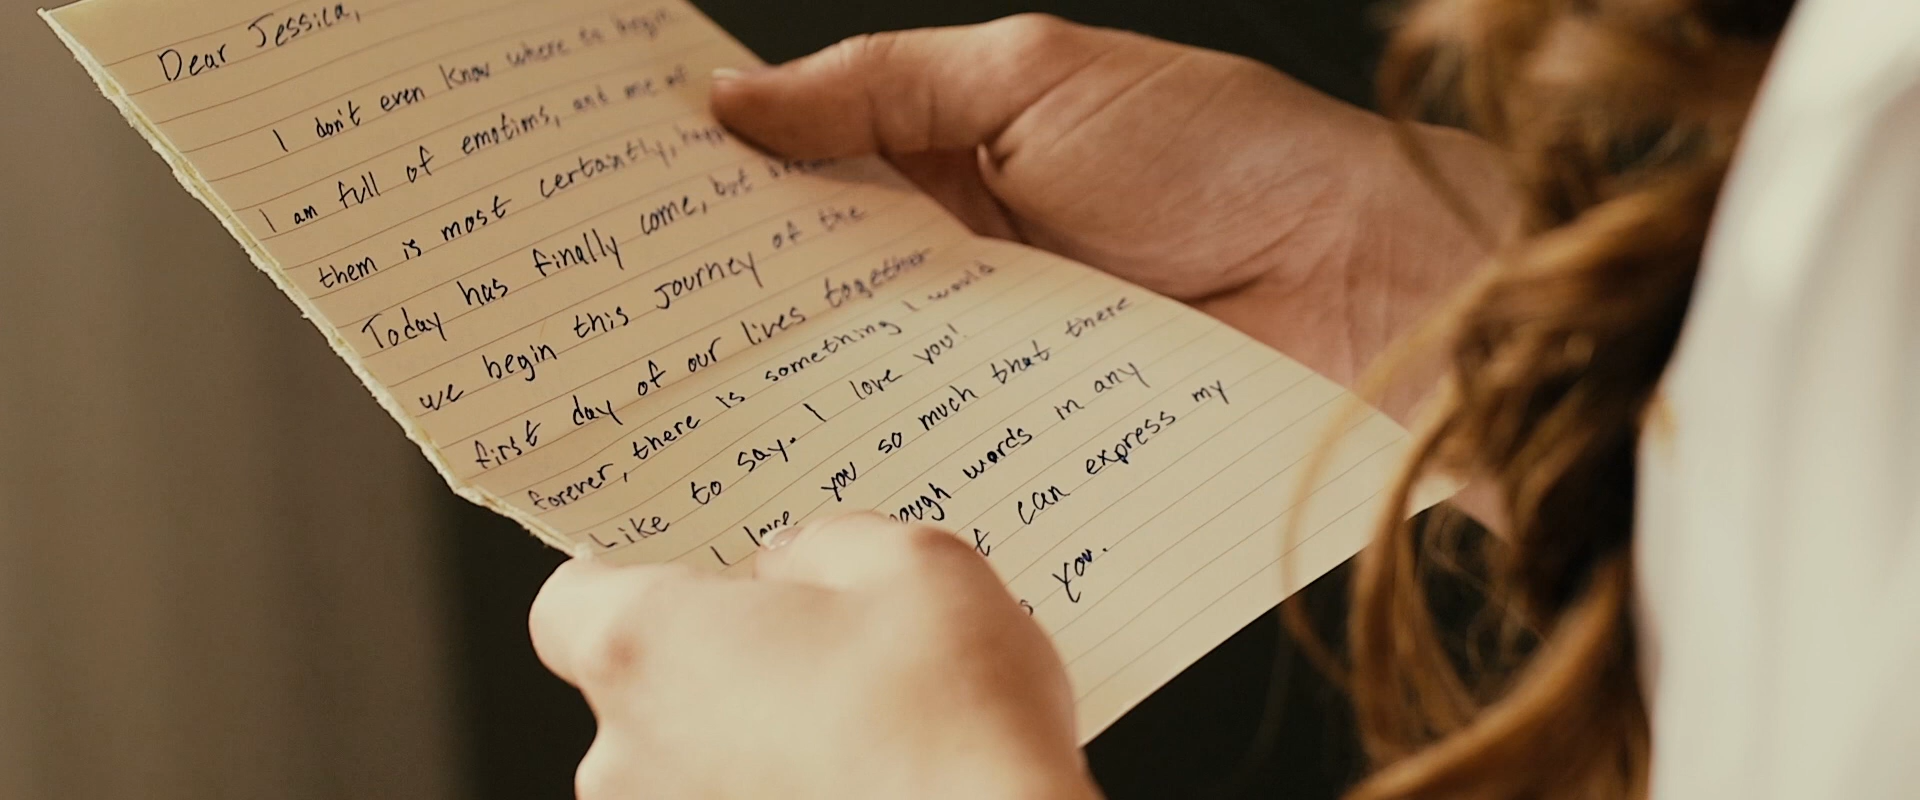 Dear Jessica,
I don't even know where to begin
I am full of emotions, and one of
them is most certaintly,
Today has finally come, but
we begin this journey of the
first day of our lives together
forever, there is something I would
Like to say. I love you!
I love you so much that there
words in any
can express my
you.